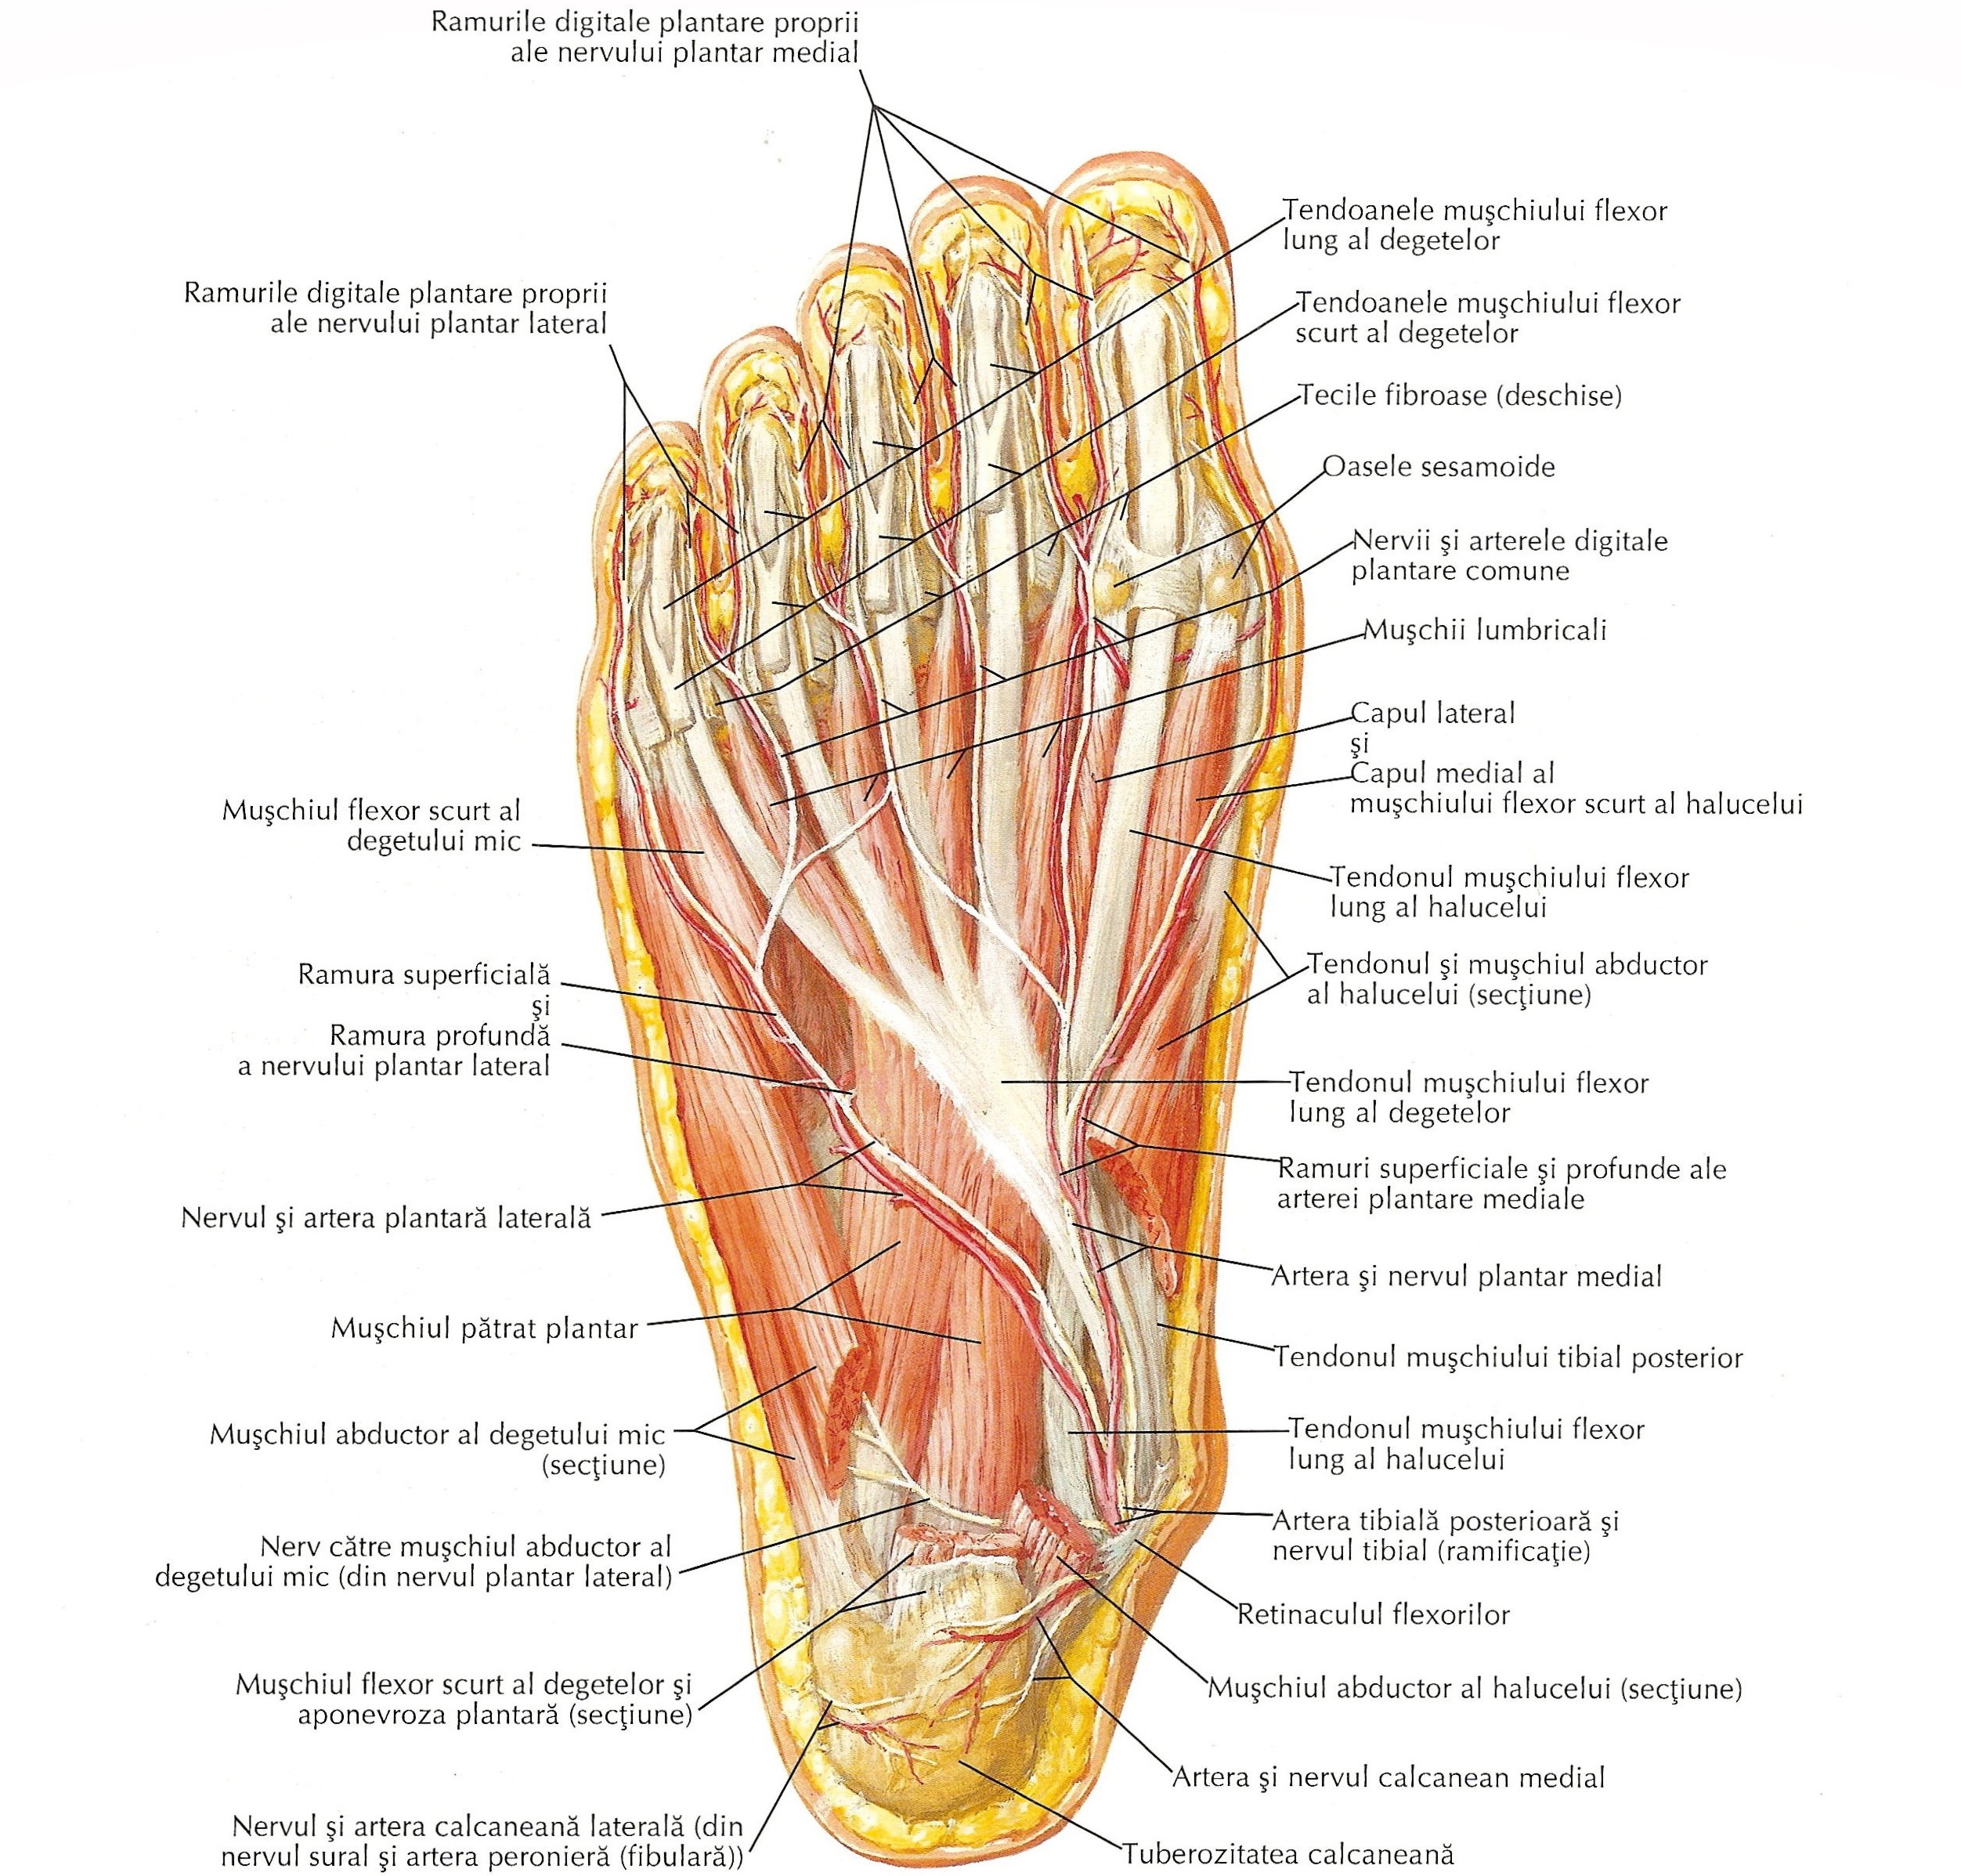 Ramurile digitale plantare proprii
ale nervului plantar medial
Ramurile digitale plantare proprii
ale nervului plantar lateral
Muşchiul flexor scurt al
degetului mic
Ramura superficială
şi
Ramura profundă
a nervului plantar lateral
Nervul şi artera plantară laterală
Muşchiul pătrat plantar
Muşchiul abductor al degetului mic
(secţiune)
Nerv către muşchiul abductor al
degetului mic (din nervul plantar lateral)
Muşchiul flexor scurt al degetelor şi
aponevroza plantară (secţiune)
Nervul şi artera calcaneană laterală (din
nervul sural şi artera peronieră (fibulară))
Tendoanele muşchiului flexor
lung al degetelor
Tendoanele muşchiului flexor
scurt al degetelor
Tecile fibroase (deschise)
Oasele sesamoide
Nervii şi arterele digitale
plantare comune
Muşchii lumbricali
Capul lateral
şi
Capul medial al
muşchiului flexor scurt al halucelui
Tendonul muşchiului flexor
lung al halucelui
Tendonul şi muşchiul abductor
al halucelui (secţiune)
Tendonul muşchiului flexor
lung al degetelor
Ramuri superficiale şi profunde ale
arterei plantare mediale
Artera şi nervul plantar medial
Tendonul muşchiului tibial posterior
Tendonul muşchiului flexor
lung al halucelui
Artera tibială posterioară şi
nervul tibial (ramificaţie)
Retinaculul flexorilor
Muşchiul abductor al halucelui (secţiune)
Artera şi nervul calcanean medial
Tuberozitatea calcaneană